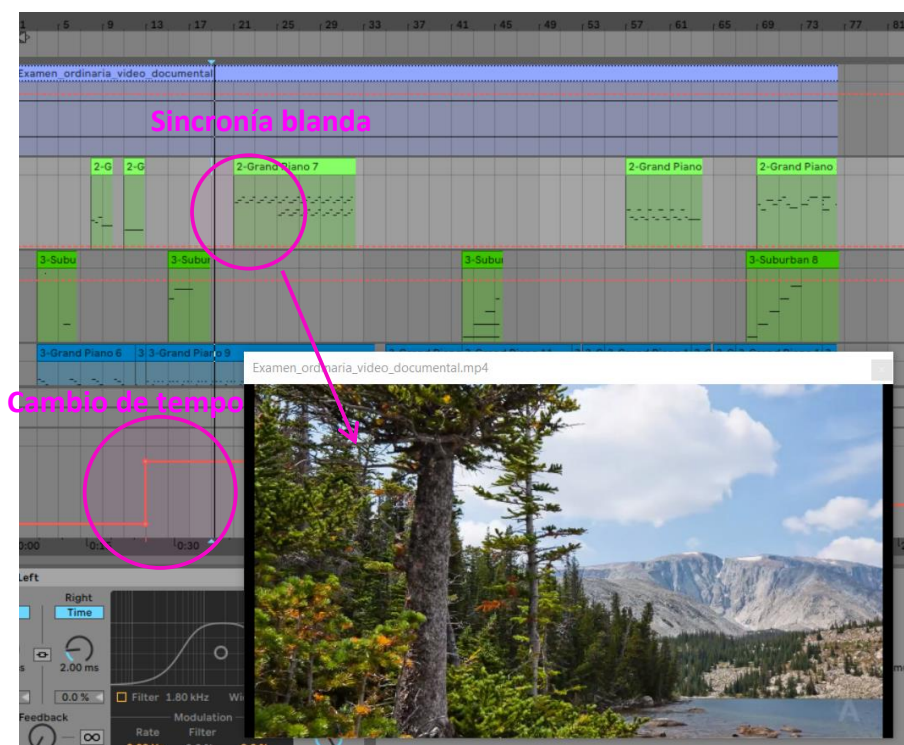 1 5 9 13 17 21 25 29 33 37 41 45 49 53 57 61 65 69 73 77 81
Examen_ordinaria_video_documental
Sincronía blanda
2-G 2-G 2-Grand Piano 7 2-Grand Piano 2-Grand Piano
3-Subu 3-Subur 3-Subur 3-Suburban 8
3-Grand Piano 6 3 3-Grand Piano 9
Examen_ordinaria_video_documental.mp4
Cambio de tempo
0:00 0:30
Left
Right
Time
2.00 ms
0.0 % Filter 1.80 kHz
Feedback Modulation
Rate Filter